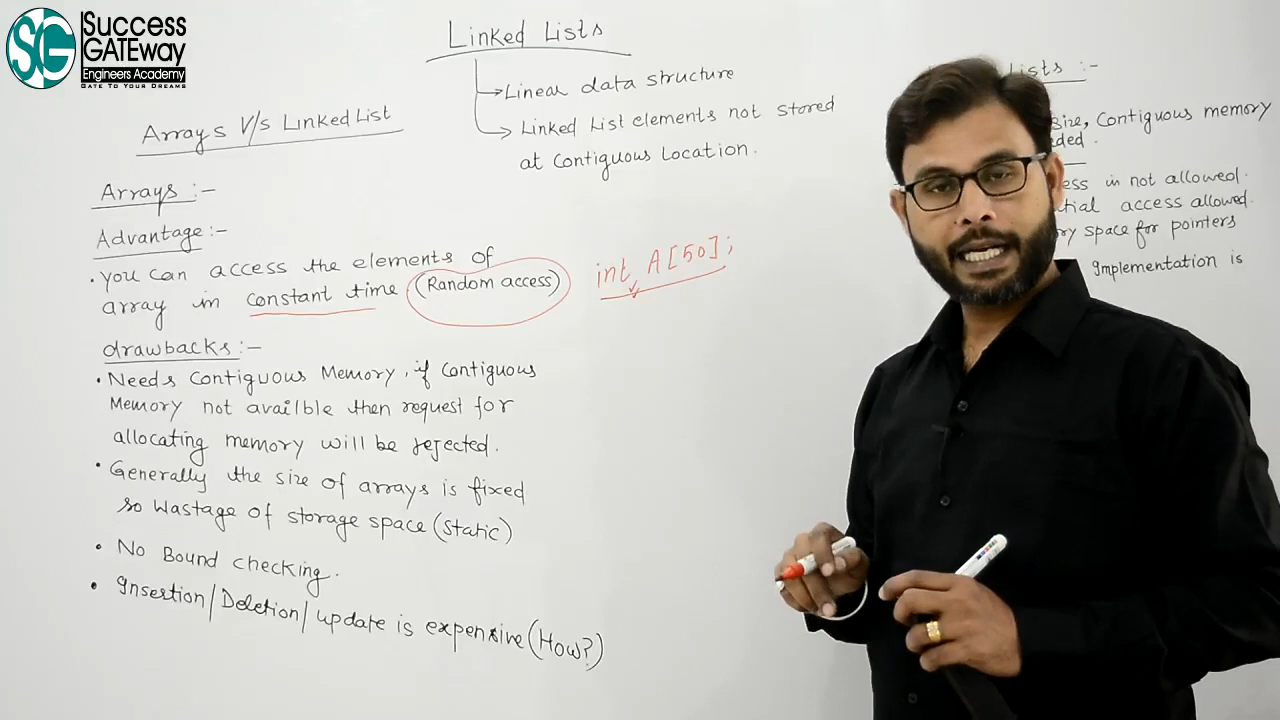 Success
GATEway
Engineers Academy
GATE TO YOUR DREAMS
SG
Linked Lists
Linear data structure
Linked List elements not stored
at Contiguous Location.
Arrays V/s Linked List
Arrays :-
Advantage:-
• you can access the elements of
array in constant time (Random access)
int A[50];
drawbacks:-
• Needs Contiguous Memory, if Contiguous
Memory not availble then request for
allocating memory will be rejected.
• Generally the size of arrays is fixed
so Wastage of storage space (Static)
• No Bound checking.
• Insertion/Deletion/update is expensive (How?)
Lists :-
size, Contiguous memory
in not allowed.
access allowed.
space for pointers
Implementation is